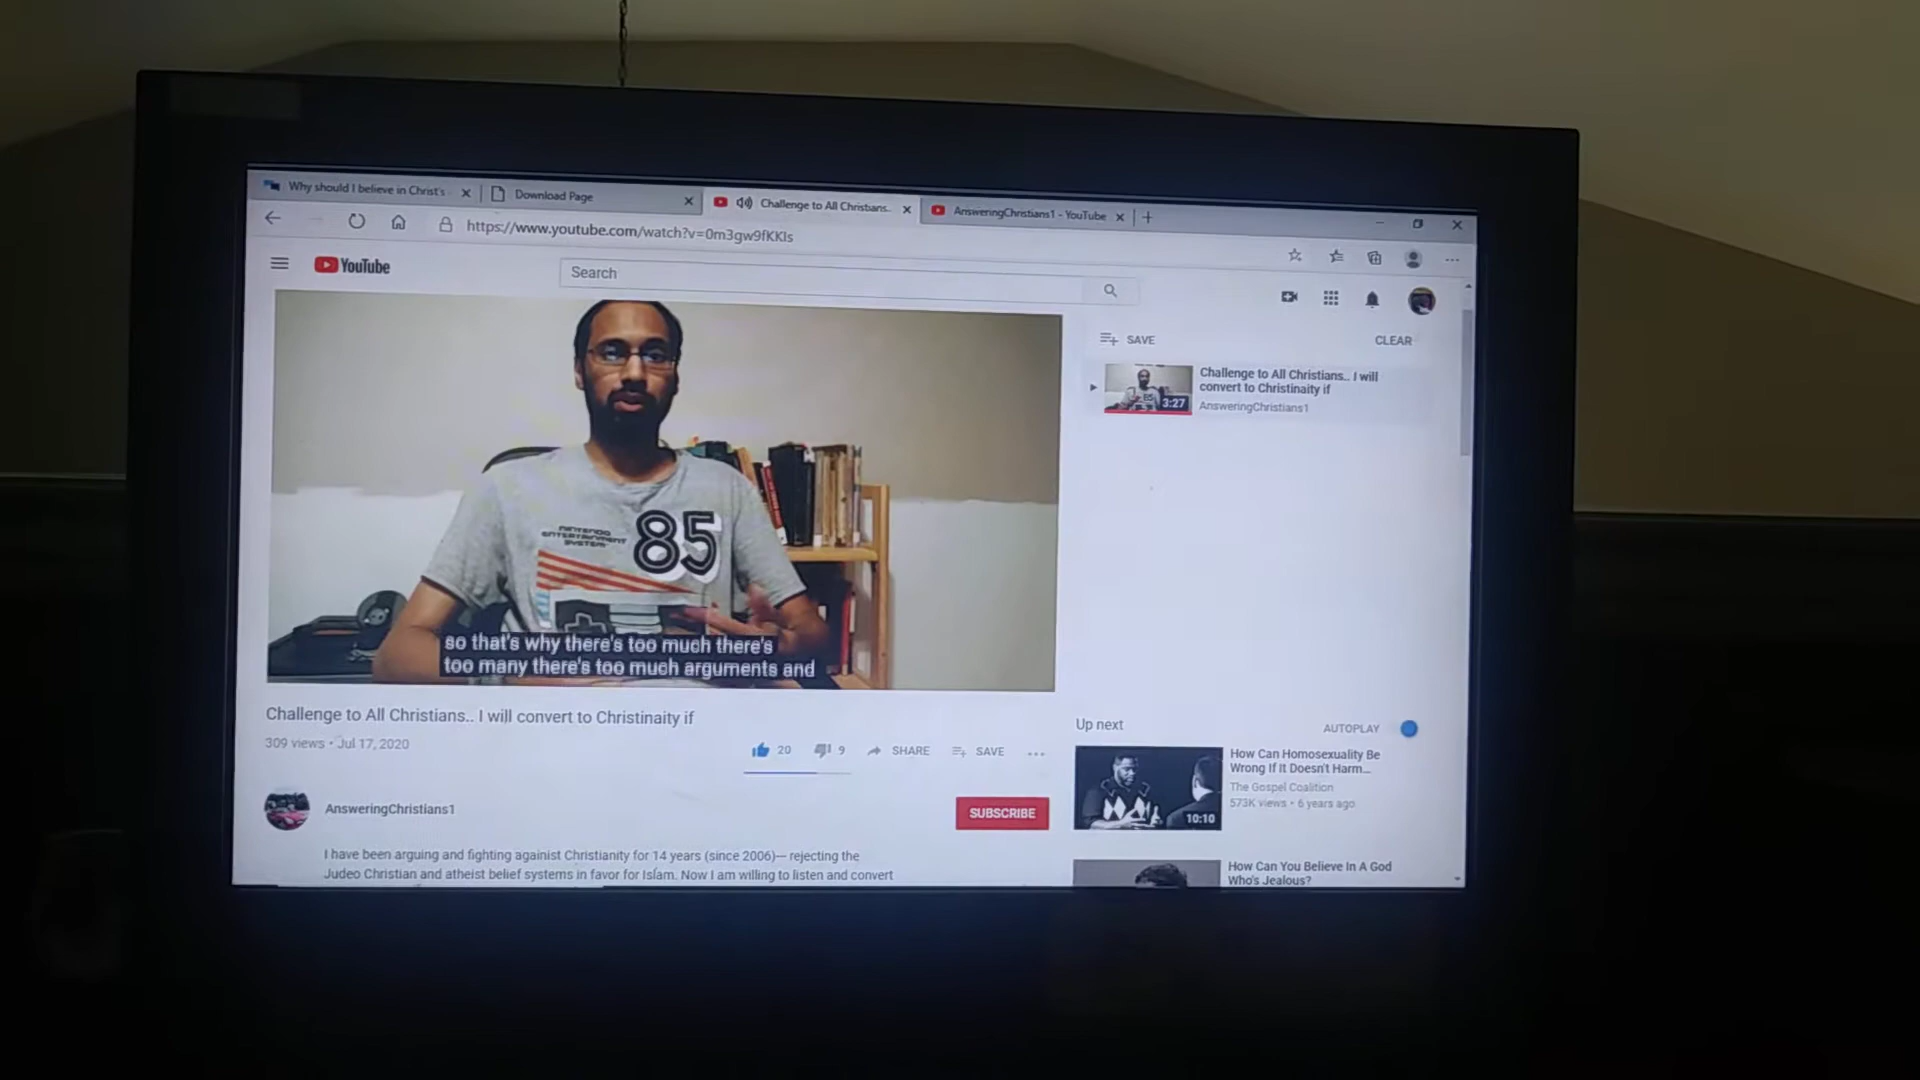 Why should I believe in Christ's
Download Page
Challenge to All Christians..
AnsweringChristians1 - YouTube
https://www.youtube.com/watch?v=0m3gw9fKKIs
YouTube
Search
SAVE
CLEAR
Challenge to All Christians.. I will
convert to Christinaity if
AnsweringChristians1
3:27
NINTENDO
ENTERTAINMENT
SYSTEM
85
so that's why there's too much there's
too many there's too much arguments and
Challenge to All Christians.. I will convert to Christinaity if
309 views • Jul 17, 2020
20
9
SHARE
SAVE
AnsweringChristians1
SUBSCRIBE
I have been arguing and fighting againist Christianity for 14 years (since 2006)— rejecting the
Judeo Christian and atheist belief systems in favor for Islam. Now I am willing to listen and convert
Up next
AUTOPLAY
How Can Homosexuality Be
Wrong If It Doesn't Harm...
The Gospel Coalition
573K views • 6 years ago
10:10
How Can You Believe In A God
Who's Jealous?